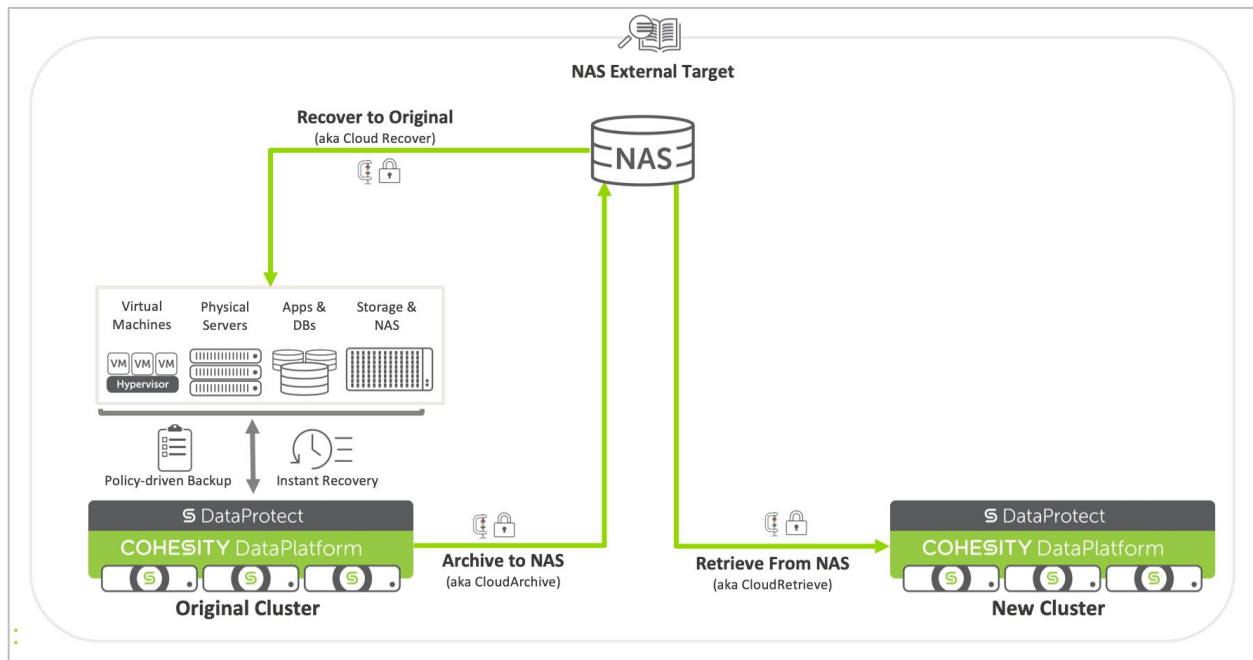 NAS External Target
Recover to Original
(aka Cloud Recover)
NAS
Virtual
Machines
Physical
Servers
Apps &
DBs
Storage &
NAS
VM VM VM
Hypervisor
Policy-driven Backup
Instant Recovery
DataProtect
COHESITY DataPlatform
Original Cluster
Archive to NAS
(aka CloudArchive)
Retrieve From NAS
(aka CloudRetrieve)
DataProtect
COHESITY DataPlatform
New Cluster